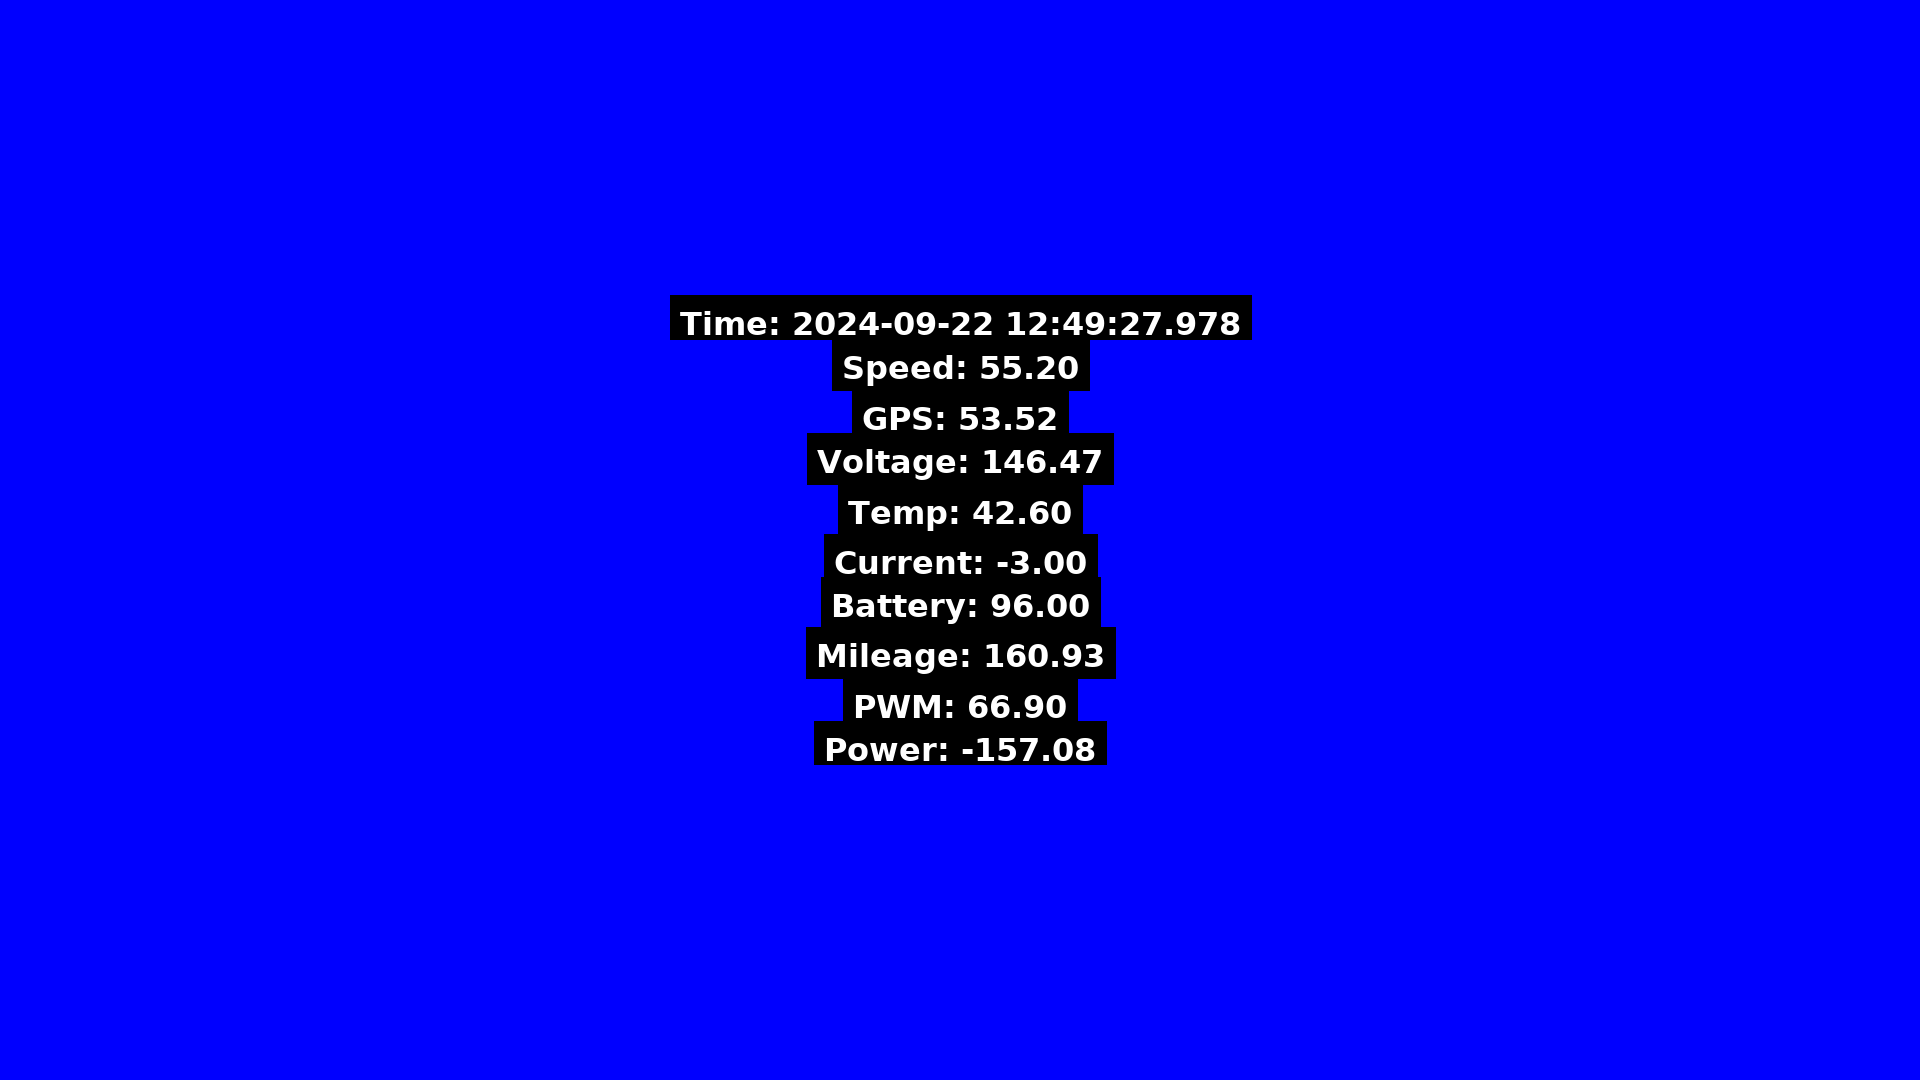 Time: 2024-09-22 12:49:27.978
Speed: 55.20
GPS: 53.52
Voltage: 146.47
Temp: 42.60
Current: -3.00
Battery: 96.00
Mileage: 160.93
PWM: 66.90
Power: -157.08